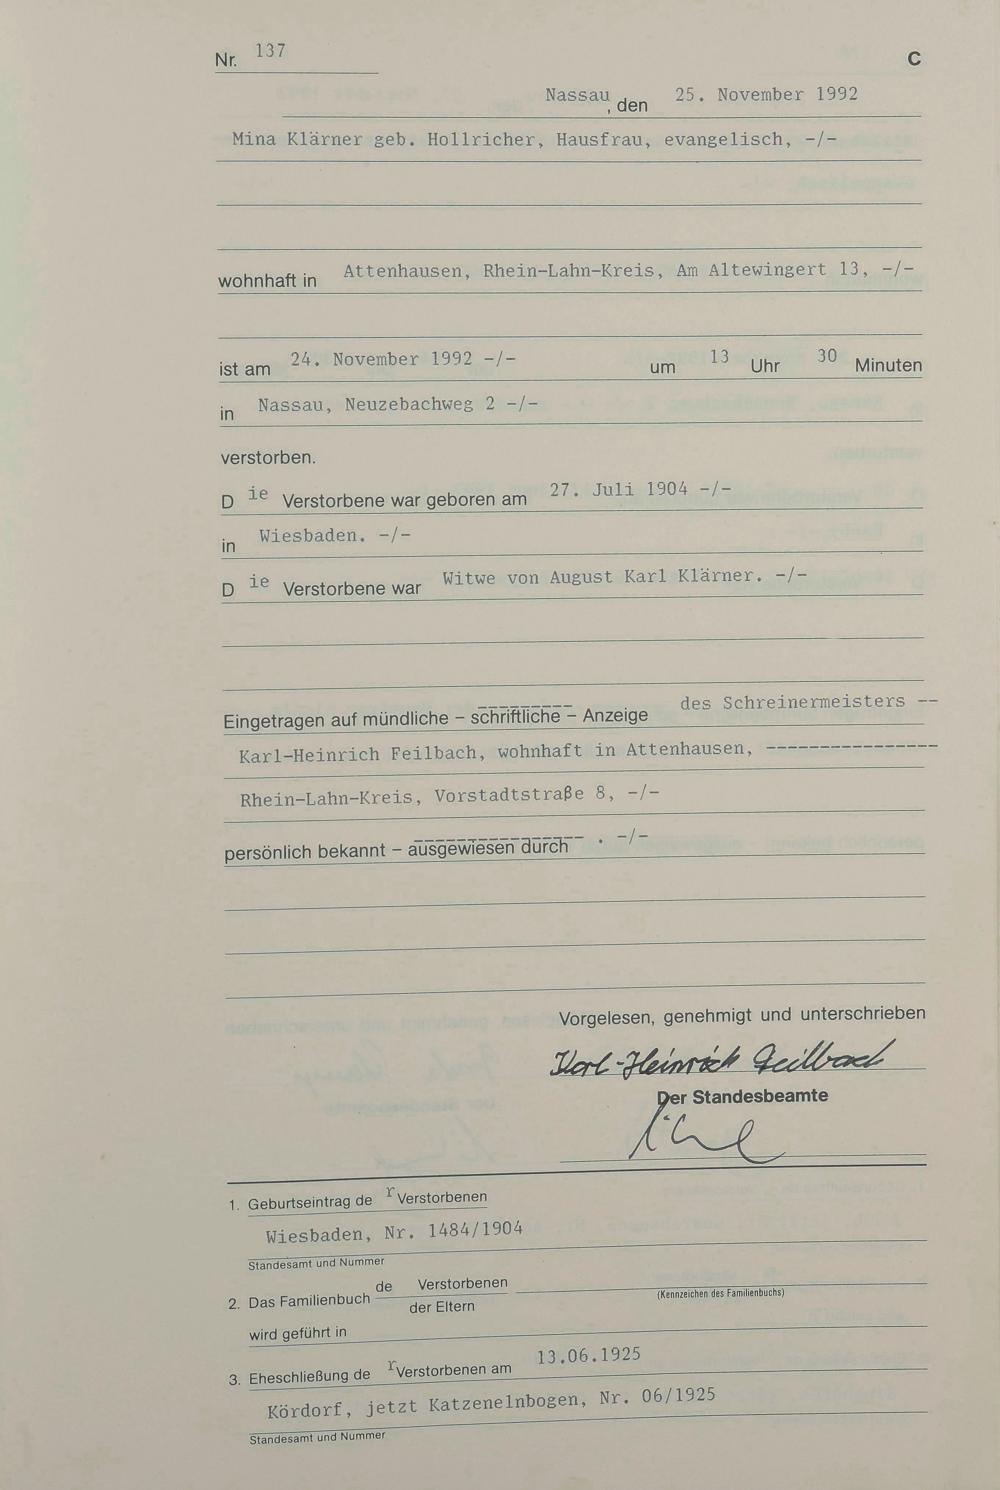 Nr. 137
C
Nassau, den 25. November 1992
Mina Klärner geb. Hollricher, Hausfrau, evangelisch, -/-
wohnhaft in Attenhausen, Rhein-Lahn-Kreis, Am Altewingert 13, -/-
ist am 24. November 1992 -/- um 13 Uhr 30 Minuten
in Nassau, Neuzebachweg 2 -/-
verstorben.
D ie Verstorbene war geboren am 27. Juli 1904 -/-
in Wiesbaden. -/-
D ie Verstorbene war Witwe von August Karl Klärner. -/-
Eingetragen auf mündliche – schriftliche – Anzeige des Schreinermeisters --
Karl-Heinrich Feilbach, wohnhaft in Attenhausen, ----------------
Rhein-Lahn-Kreis, Vorstadtstraße 8, -/-
persönlich bekannt – ausgewiesen durch . -/-
Vorgelesen, genehmigt und unterschrieben
Karl-Heinrich Feilbach
Der Standesbeamte
1. Geburtseintrag de r Verstorbenen
Wiesbaden, Nr. 1484/1904
Standesamt und Nummer
2. Das Familienbuch de Verstorbenen
der Eltern
(Kennzeichen des Familienbuchs)
wird geführt in
3. Eheschließung de r Verstorbenen am 13.06.1925
Kördorf, jetzt Katzenelnbogen, Nr. 06/1925
Standesamt und Nummer